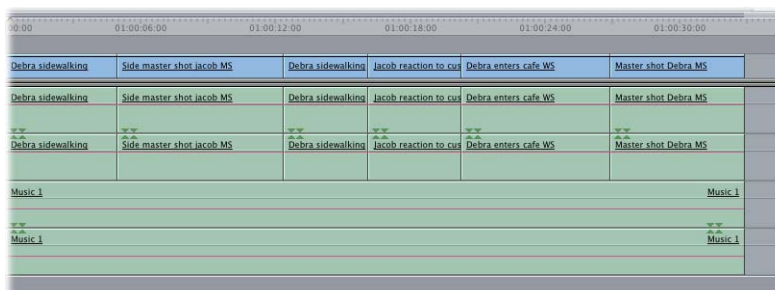 00:00 01:00:06:00 01:00:12:00 01:00:18:00 01:00:24:00 01:00:30:00
Debra sidewalking Side master shot jacob MS Debra sidewalking Jacob reaction to cus Debra enters cafe WS Master shot Debra MS
Debra sidewalking Side master shot jacob MS Debra sidewalking Jacob reaction to cus Debra enters cafe WS Master shot Debra MS
Debra sidewalking Side master shot jacob MS Debra sidewalking Jacob reaction to cus Debra enters cafe WS Master shot Debra MS
Music 1 Music 1
Music 1 Music 1